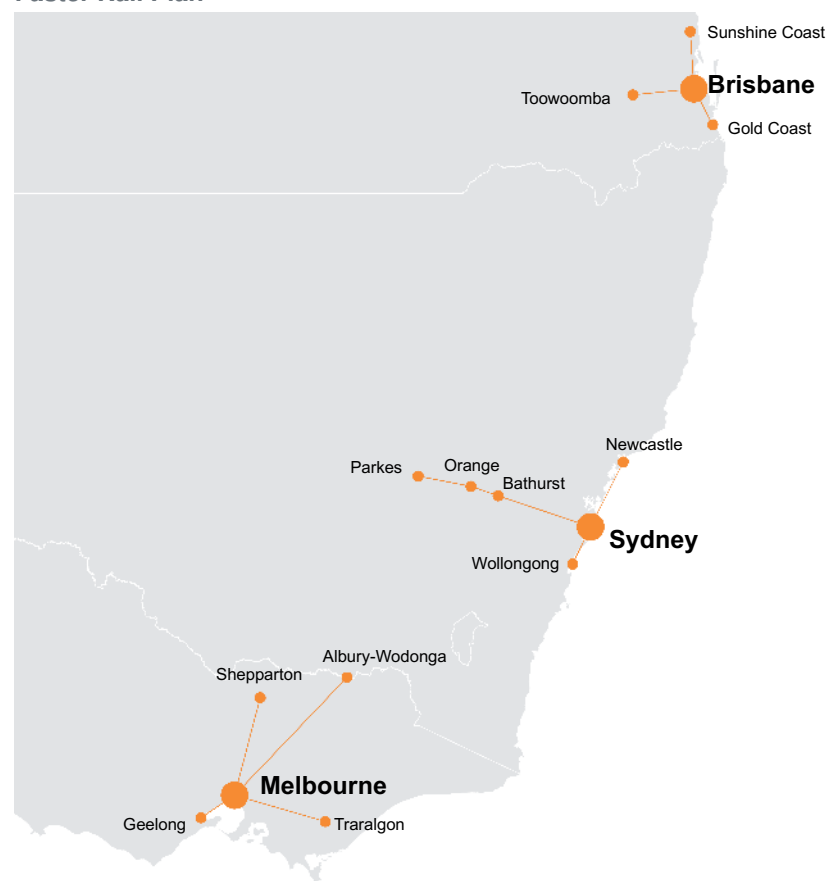 Sunshine Coast
Brisbane
Toowoomba
Gold Coast
Newcastle
Orange
Parkes
Bathurst
Sydney
Wollongong
Albury-Wodonga
Shepparton
Melbourne
Geelong
Traralgon